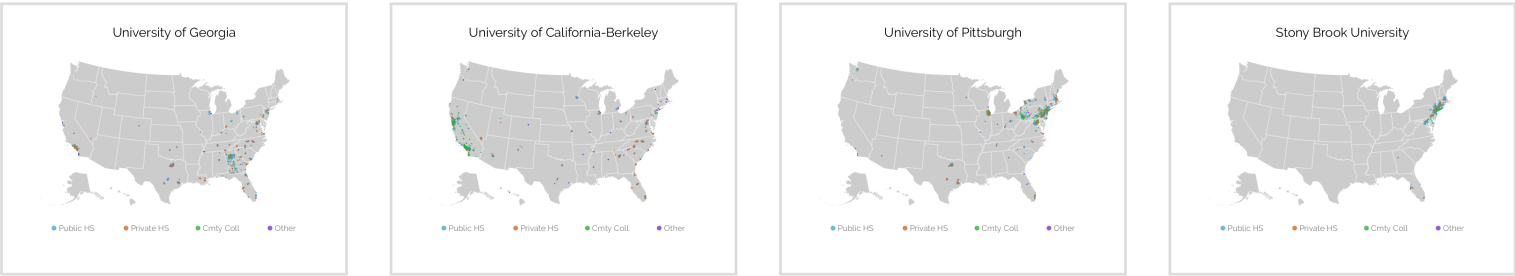 University of Georgia
Public HS Private HS Cmty Coll Other
University of California-Berkeley
Public HS Private HS Cmty Coll Other
University of Pittsburgh
Public HS Private HS Cmty Coll Other
Stony Brook University
Public HS Private HS Cmty Coll Other